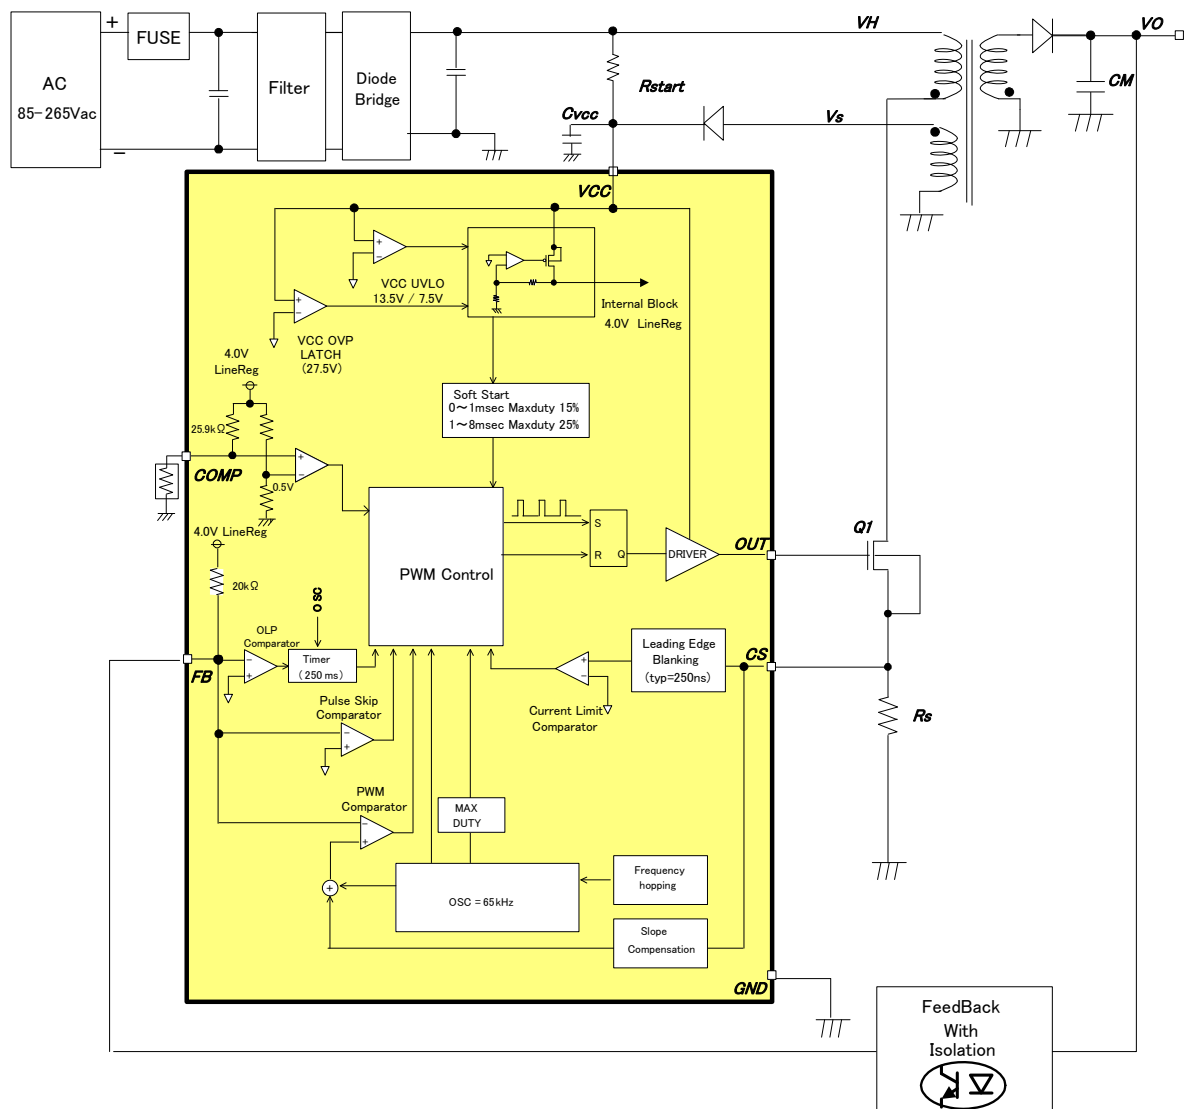 +
FUSE
AC
85-265Vac
−
Filter
Diode
Bridge
VH
VO
Rstart
CM
Cvcc
Vs
VCC
+
−
VCC UVLO
13.5V / 7.5V
Internal Block
4.0V LineReg
+
−
VCC OVP
LATCH
(27.5V)
4.0V
LineReg
Soft Start
0～1msec Maxduty 15%
1～8msec Maxduty 25%
25.9kΩ
COMP
+
−
0.5V
4.0V LineReg
20kΩ
PWM Control
S
R
Q
DRIVER
OUT
Q1
OSC
OLP
Comparator
−
+
Timer
(250 ms)
FB
Leading Edge
Blanking
(typ=250ns)
CS
+
−
Current Limit
Comparator
Rs
Pulse Skip
Comparator
−
+
PWM
Comparator
−
+
MAX
DUTY
+
OSC = 65kHz
Frequency
hopping
Slope
Compensation
GND
FeedBack
With
Isolation